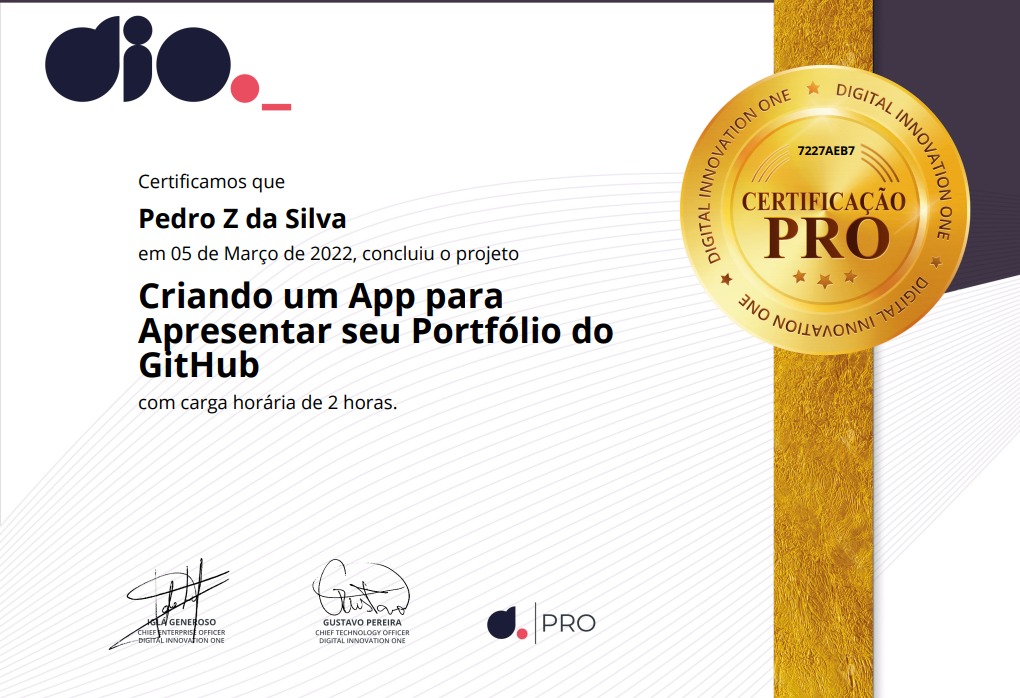 dio._
Certificamos que
Pedro Z da Silva
em 05 de Março de 2022, concluiu o projeto
Criando um App para
Apresentar seu Portfólio do
GitHub
com carga horária de 2 horas.
DIGITAL INNOVATION ONE
DIGITAL INNOVATION ONE
DIGITAL INNOVATION ONE
7227AEB7
CERTIFICAÇÃO
PRO
IGLÁ GENEROSO
CHIEF ENTERPRISE OFFICER
DIGITAL INNOVATION ONE
Gustavo
GUSTAVO PEREIRA
CHIEF TECHNOLOGY OFFICER
DIGITAL INNOVATION ONE
d. | PRO